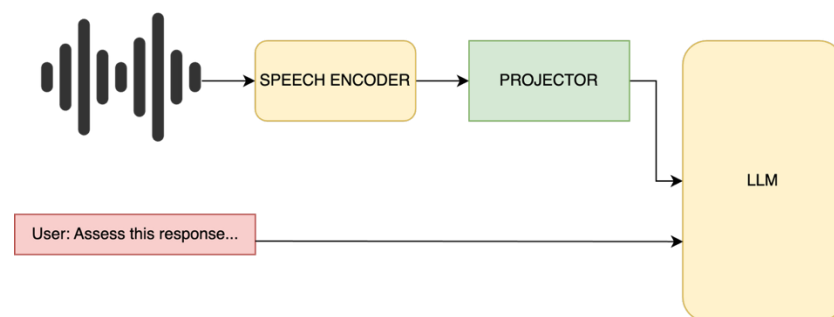 SPEECH ENCODER
PROJECTOR
LLM
User: Assess this response...